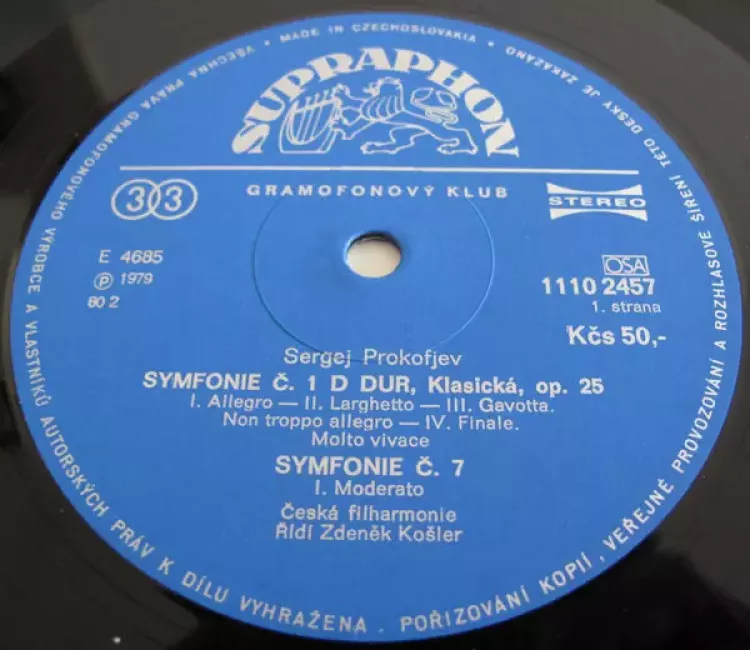 SUPRAPHON
GRAMOFONOVÝ KLUB
33
STEREO
E 4685
Ⓟ 1979
80 2
OSA
1110 2457
1. strana
Kčs 50,-
Sergej Prokofjev
SYMFONIE Č. 1 D DUR, Klasická, op. 25
I. Allegro — II. Larghetto — III. Gavotta.
Non troppo allegro — IV. Finale.
Molto vivace
SYMFONIE Č. 7
I. Moderato
Česká filharmonie
Řídí Zdeněk Košler
MADE IN CZECHOSLOVAKIA • VŠECHNA PRÁVA GRAMOFONOVÉHO VÝROBCE A VLASTNÍKŮ AUTORSKÝCH PRÁV K DÍLU VYHRAŽENA. POŘIZOVÁNÍ KOPIÍ, VEŘEJNÉ PROVOZOVÁNÍ A ROZHLASOVÉ ŠÍŘENÍ TÉTO DESKY JE ZAKÁZÁNO •